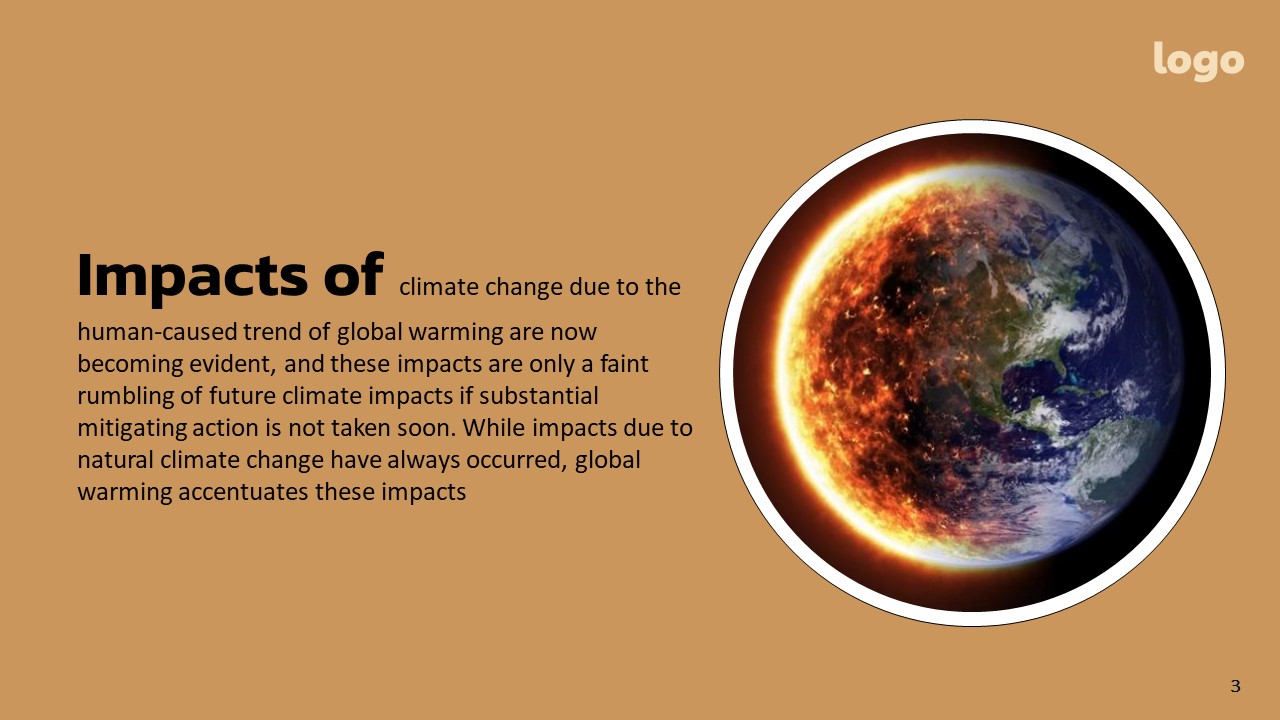 logo
Impacts of climate change due to the
human-caused trend of global warming are now
becoming evident, and these impacts are only a faint
rumbling of future climate impacts if substantial
mitigating action is not taken soon. While impacts due to
natural climate change have always occurred, global
warming accentuates these impacts
3